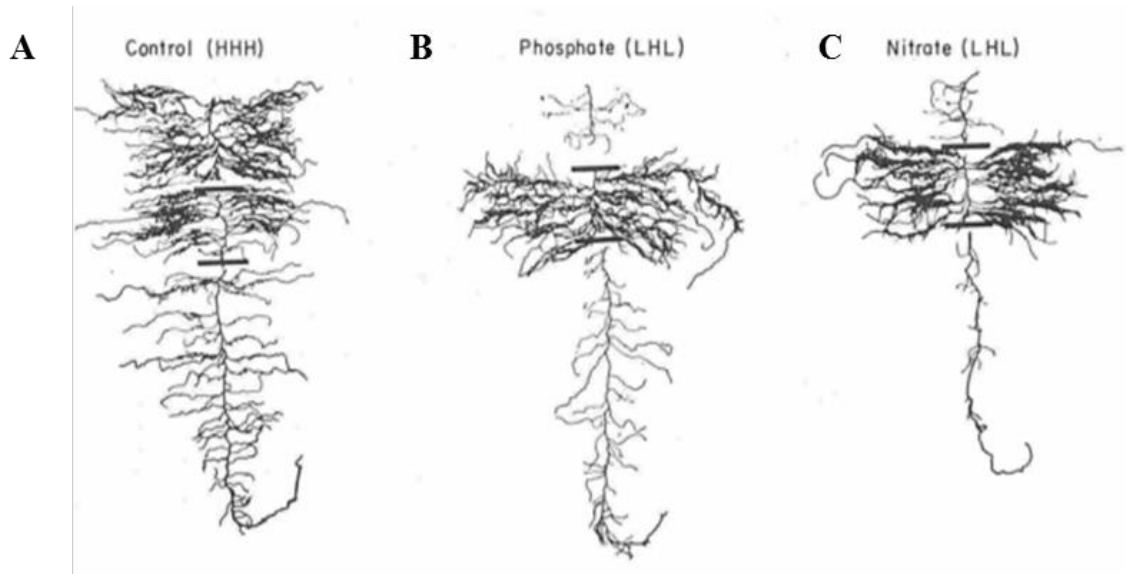 A Control (HHH)
B Phosphate (LHL)
C Nitrate (LHL)